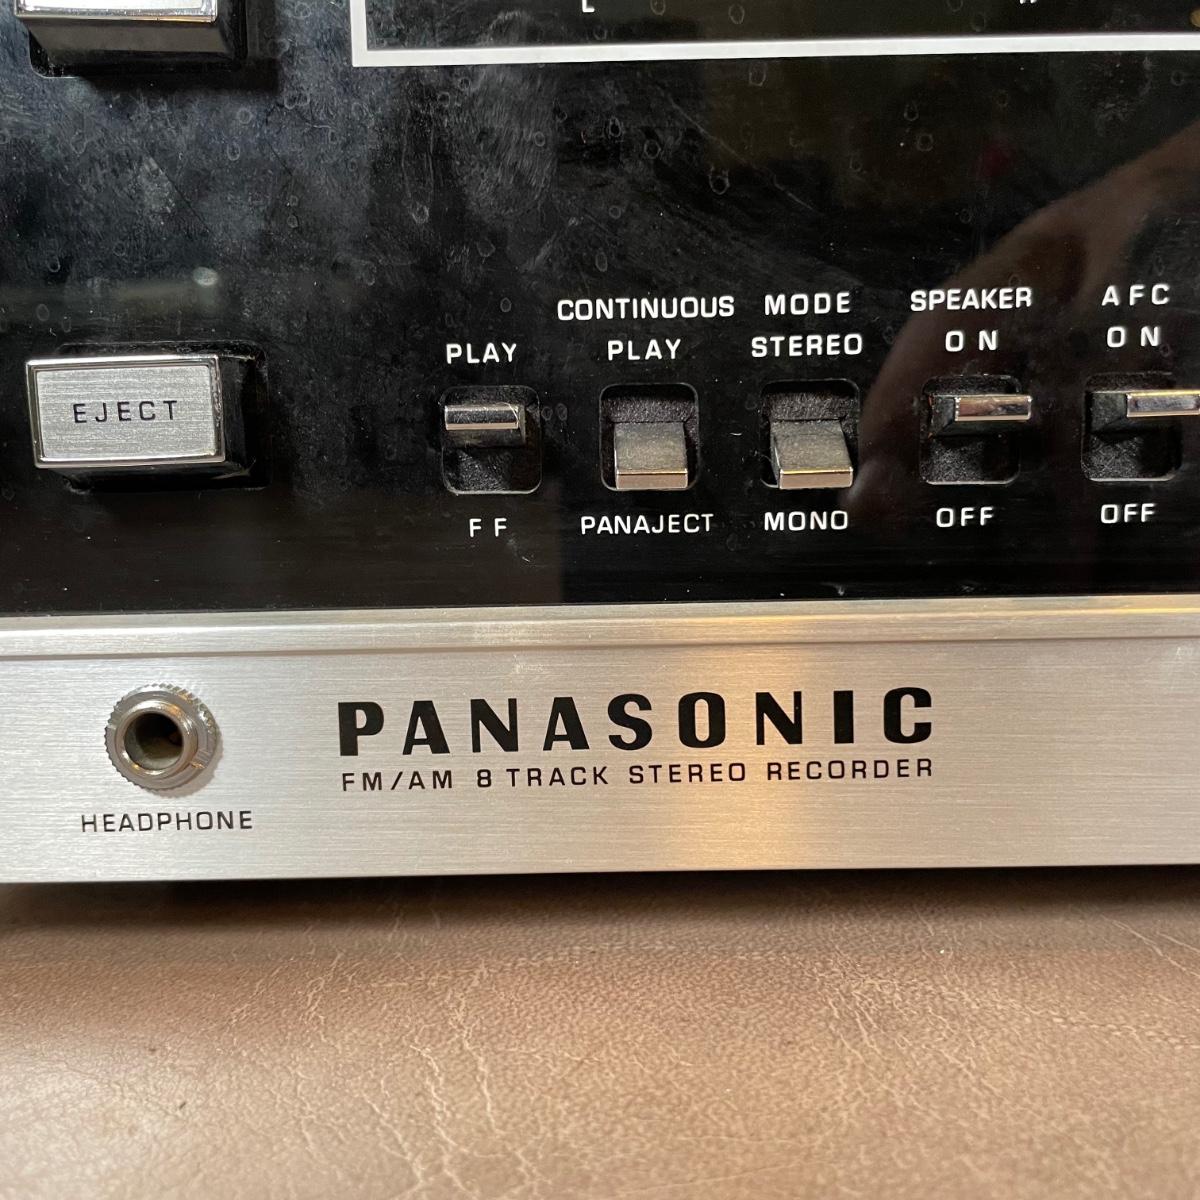 L
CONTINUOUS MODE SPEAKER AFC
PLAY PLAY STEREO ON ON
EJECT
FF PANAJECT MONO OFF OFF
PANASONIC
FM/AM 8 TRACK STEREO RECORDER
HEADPHONE